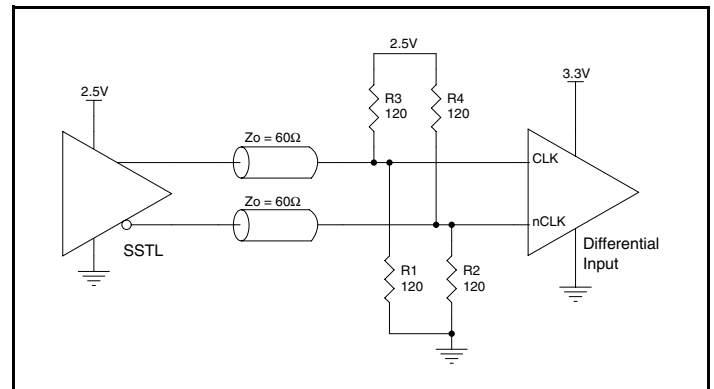 2.5V
3.3V
2.5V
R3
120
R4
120
Zo = 60Ω
CLK
Zo = 60Ω
nCLK
SSTL
Differential
Input
R1
120
R2
120